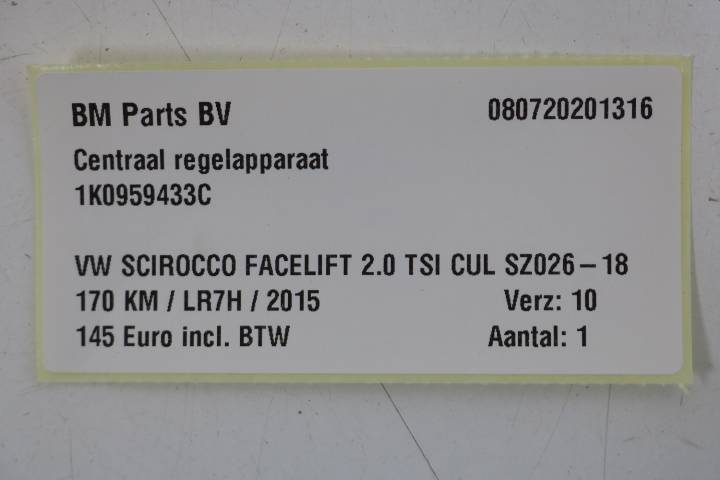 BM Parts BV 080720201316
Centraal regelapparaat
1K0959433C
VW SCIROCCO FACELIFT 2.0 TSI CUL SZ026-18
170 KM / LR7H / 2015 Verz: 10
145 Euro incl. BTW Aantal: 1